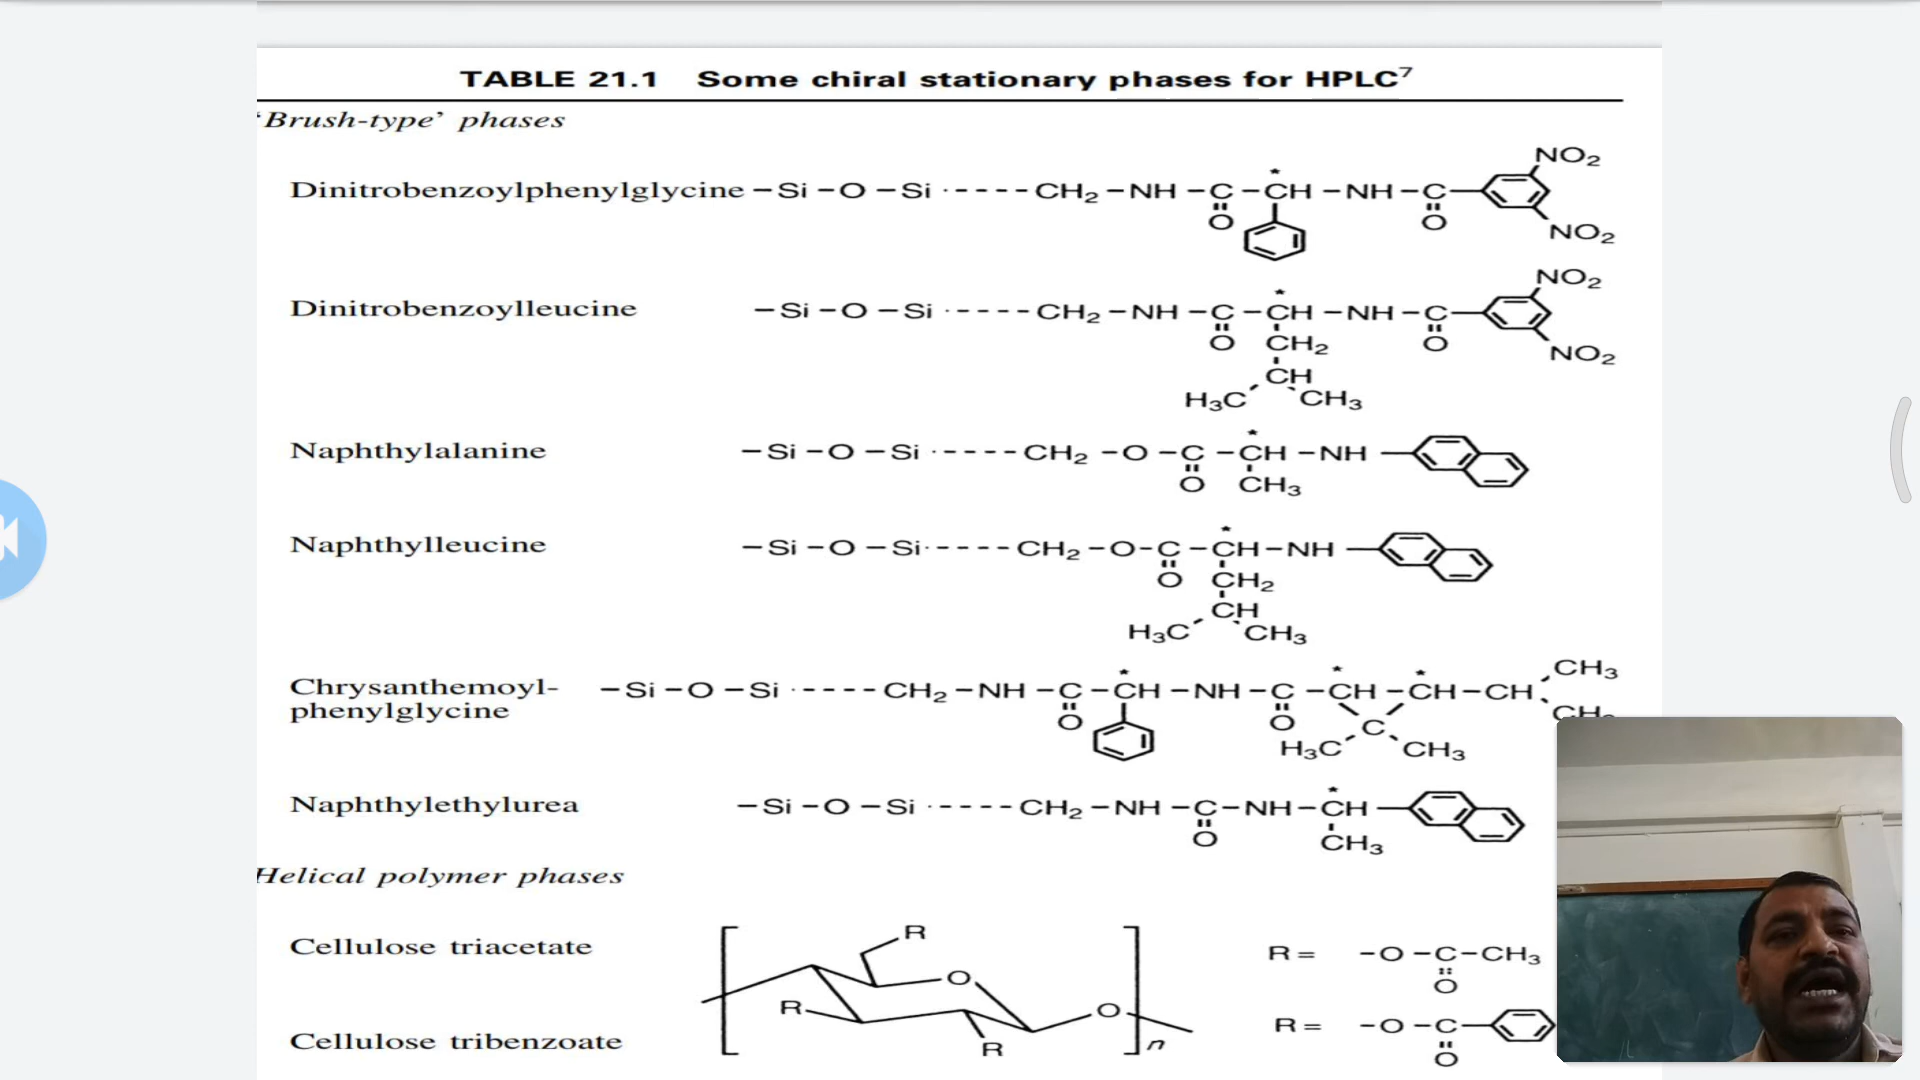 TABLE 21.1 Some chiral stationary phases for HPLC⁷
‘Brush-type’ phases
Dinitrobenzoylphenylglycine –Si –O –Si ----- CH₂ –NH –C –*CH –NH –C NO₂
O O NO₂
Dinitrobenzoylleucine –Si –O –Si ----- CH₂ –NH –C –*CH –NH –C NO₂
O CH₂ O NO₂
CH
H₃C CH₃
Naphthylalanine –Si –O –Si ----- CH₂ –O –C –*CH –NH
O CH₃
Naphthylleucine –Si –O –Si ----- CH₂ –O–C –*CH–NH
O CH₂
CH
H₃C CH₃
Chrysanthemoyl- –Si –O –Si ----- CH₂ –NH –C –*CH –NH –C –*CH –*CH –CH CH₃
phenylglycine O O C
H₃C CH₃
Naphthylethylurea –Si –O –Si ----- CH₂ –NH –C–NH–*CH
O CH₃
Helical polymer phases
Cellulose triacetate R O R = –O –C–CH₃
R O O
Cellulose tribenzoate R n R = –O –C
O